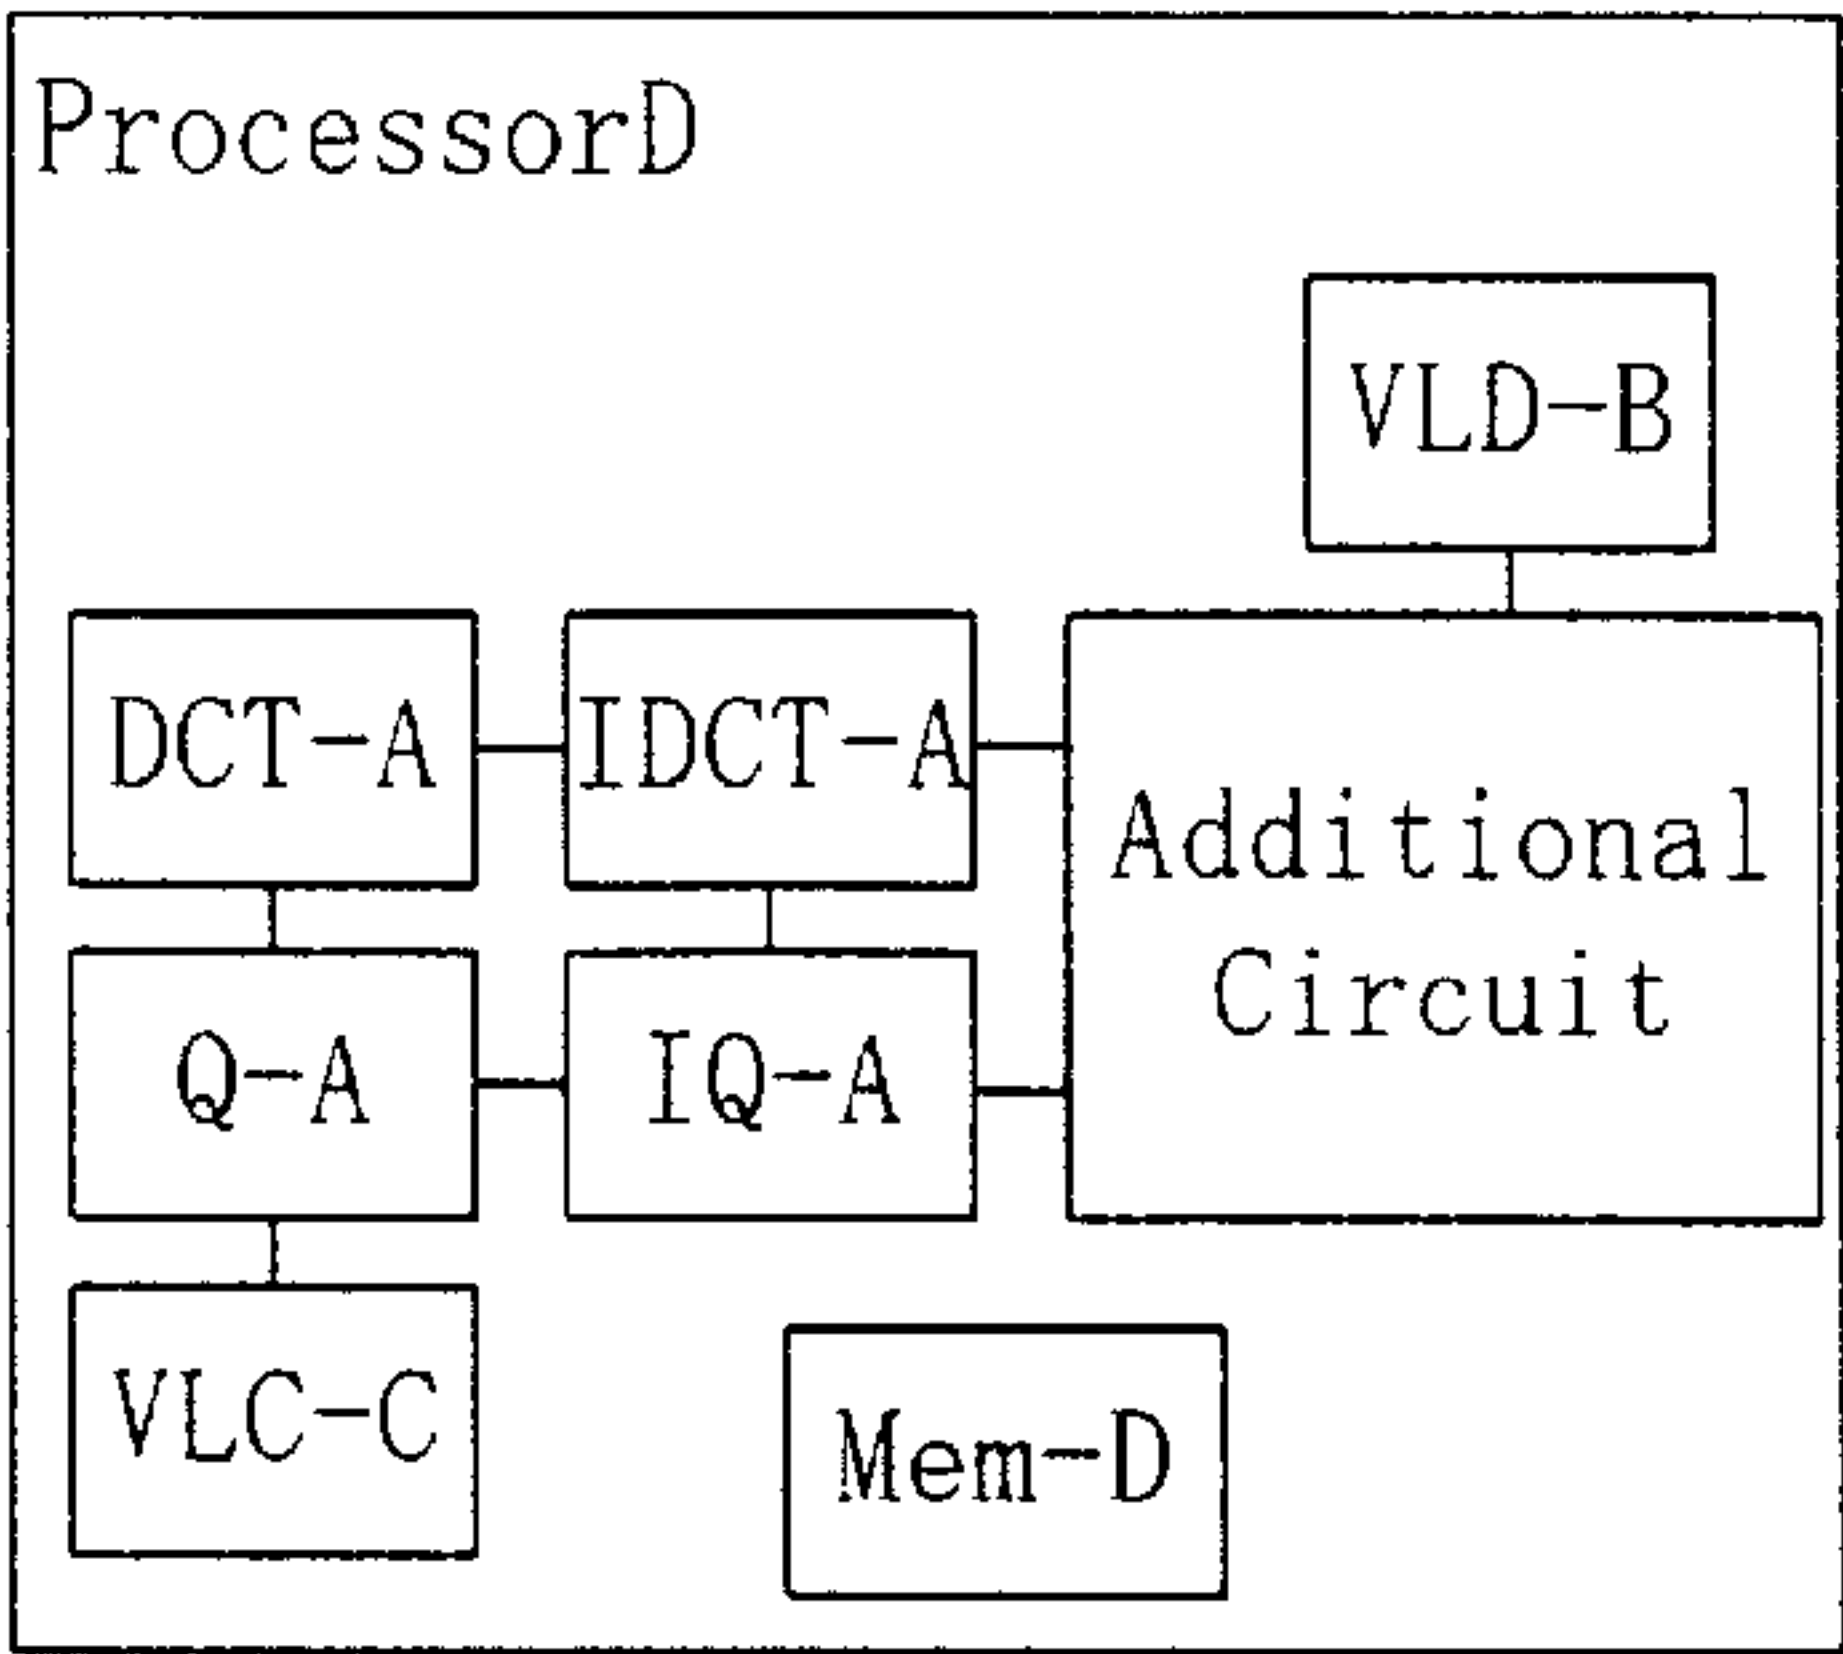 ProcessorD
VLD-B
DCT-A
IDCT-A
Additional
Circuit
Q-A
IQ-A
VLC-C
Mem-D